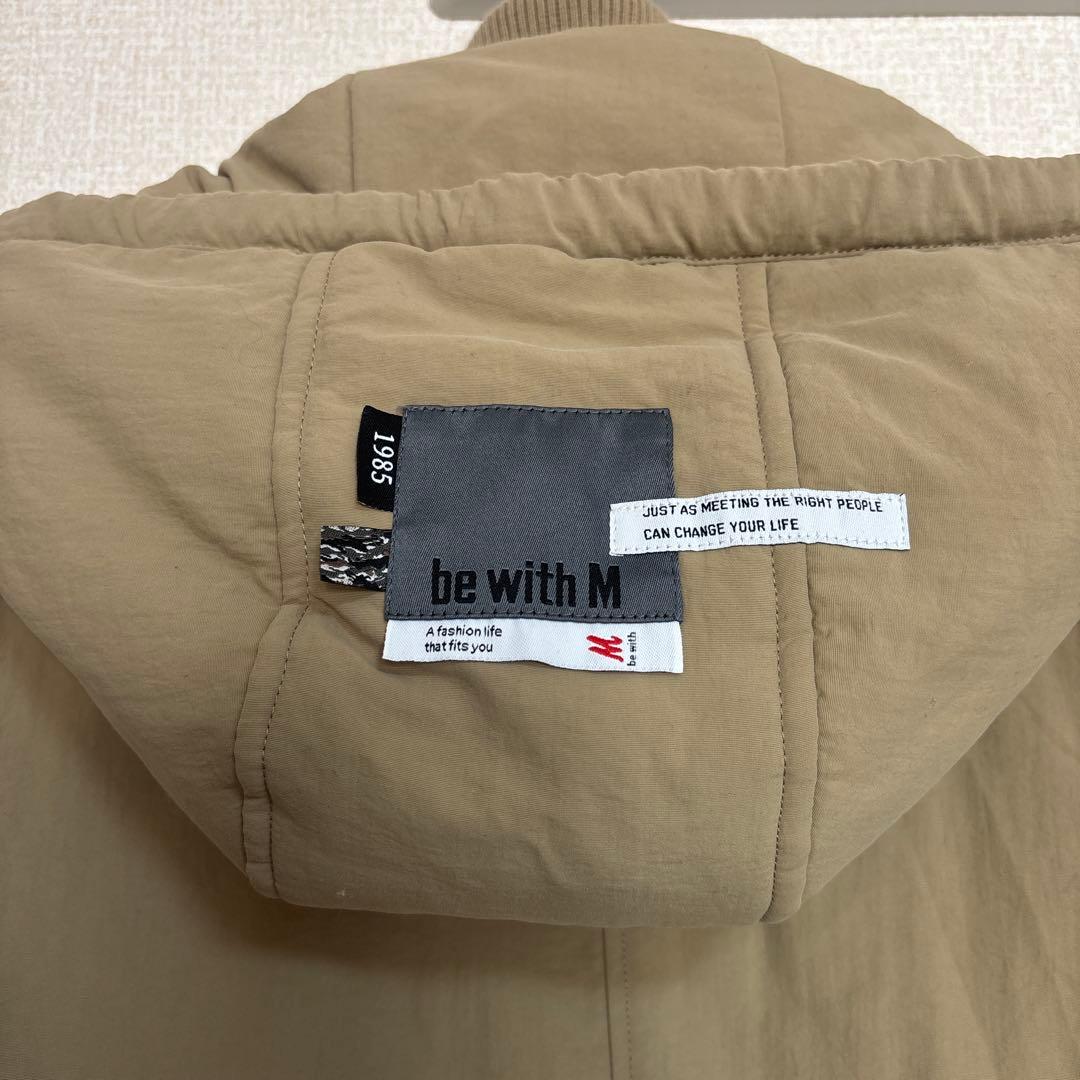 1985
be with M
JUST AS MEETING THE RIGHT PEOPLE
CAN CHANGE YOUR LIFE
A fashion life
that fits you
M
be with